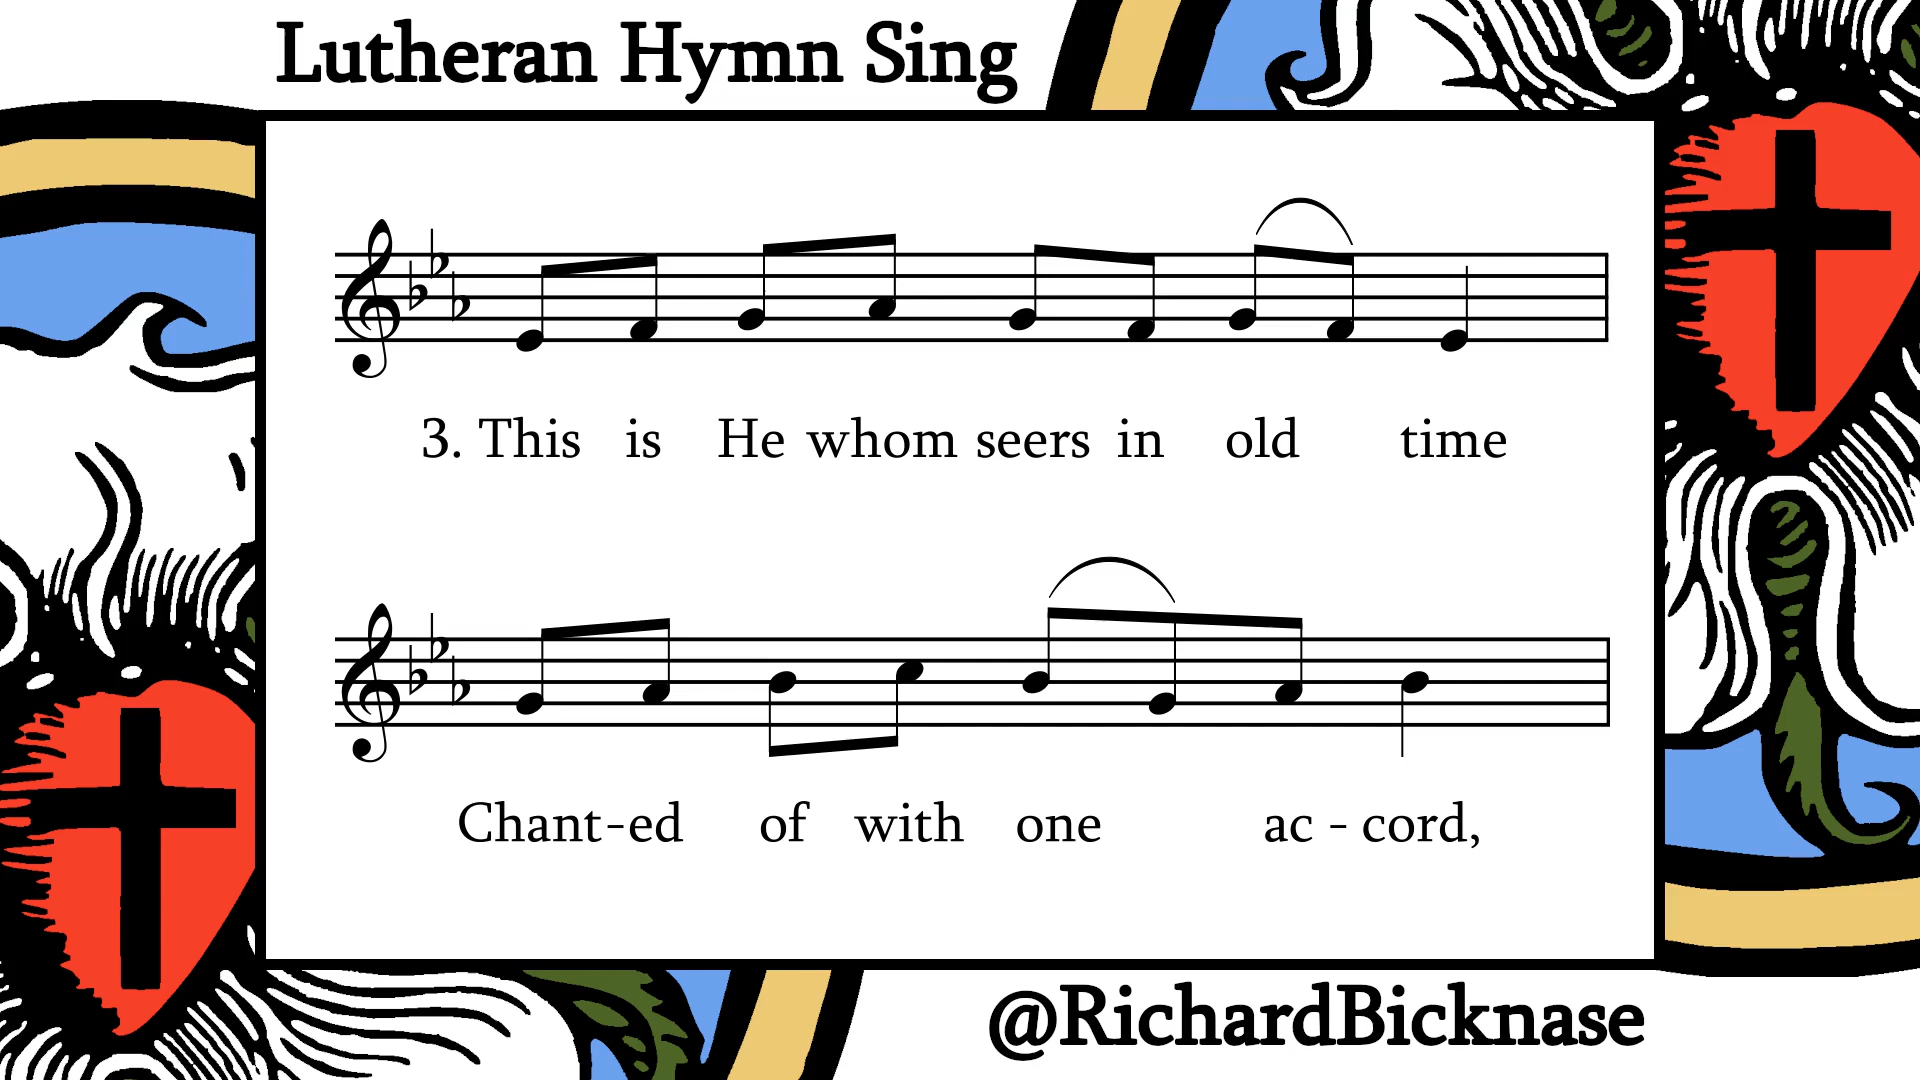 Lutheran Hymn Sing
3. This is He whom seers in old time
Chant-ed of with one ac - cord,
@RichardBicknase